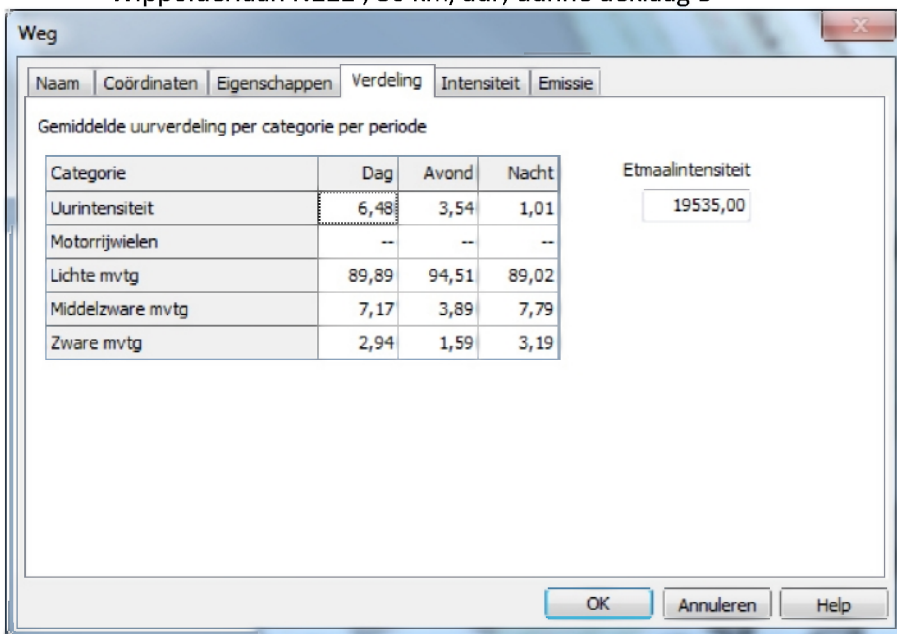 Weg
Naam Coördinaten Eigenschappen Verdeling Intensiteit Emissie
Gemiddelde uurverdeling per categorie per periode
Categorie Dag Avond Nacht Etmaalintensiteit
Uurintensiteit 6,48 3,54 1,01 19535,00
Motorrijwielen -- -- --
Lichte mvtg 89,89 94,51 89,02
Middelzware mvtg 7,17 3,89 7,79
Zware mvtg 2,94 1,59 3,19
OK Annuleren Help